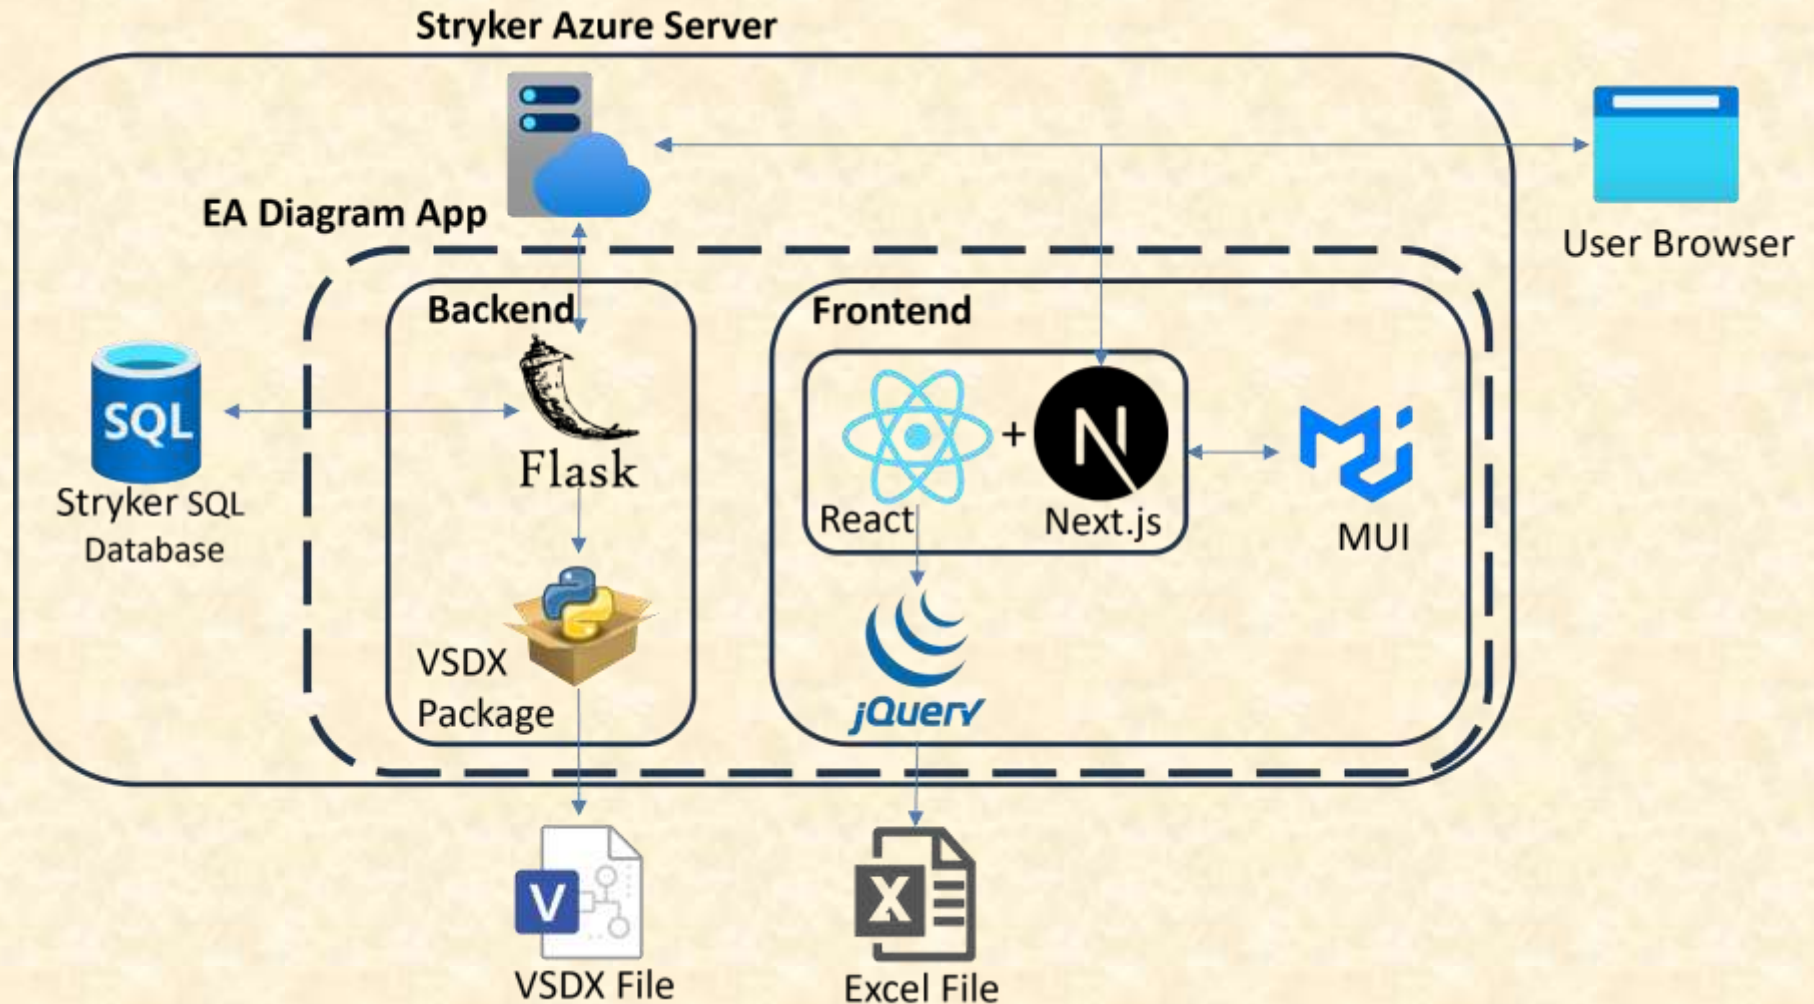 Stryker Azure Server
EA Diagram App
User Browser
Backend
Frontend
SQL
Flask
+
N
React
Next.js
MUI
Stryker SQL
Database
VSDX
Package
jQuery
V
X
VSDX File
Excel File